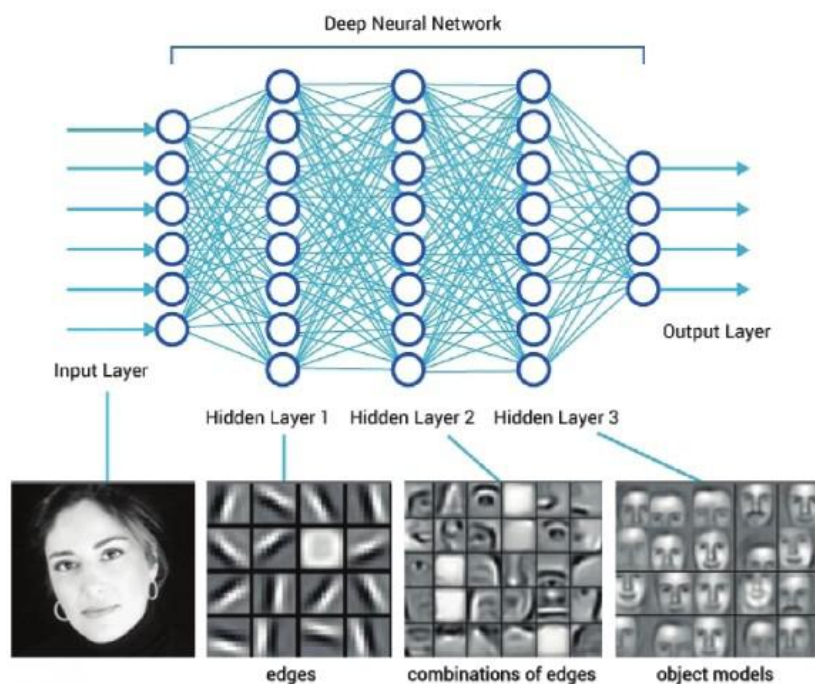 Deep Neural Network
Output Layer
Input Layer
Hidden Layer 1
Hidden Layer 2
Hidden Layer 3
edges
combinations of edges
object models